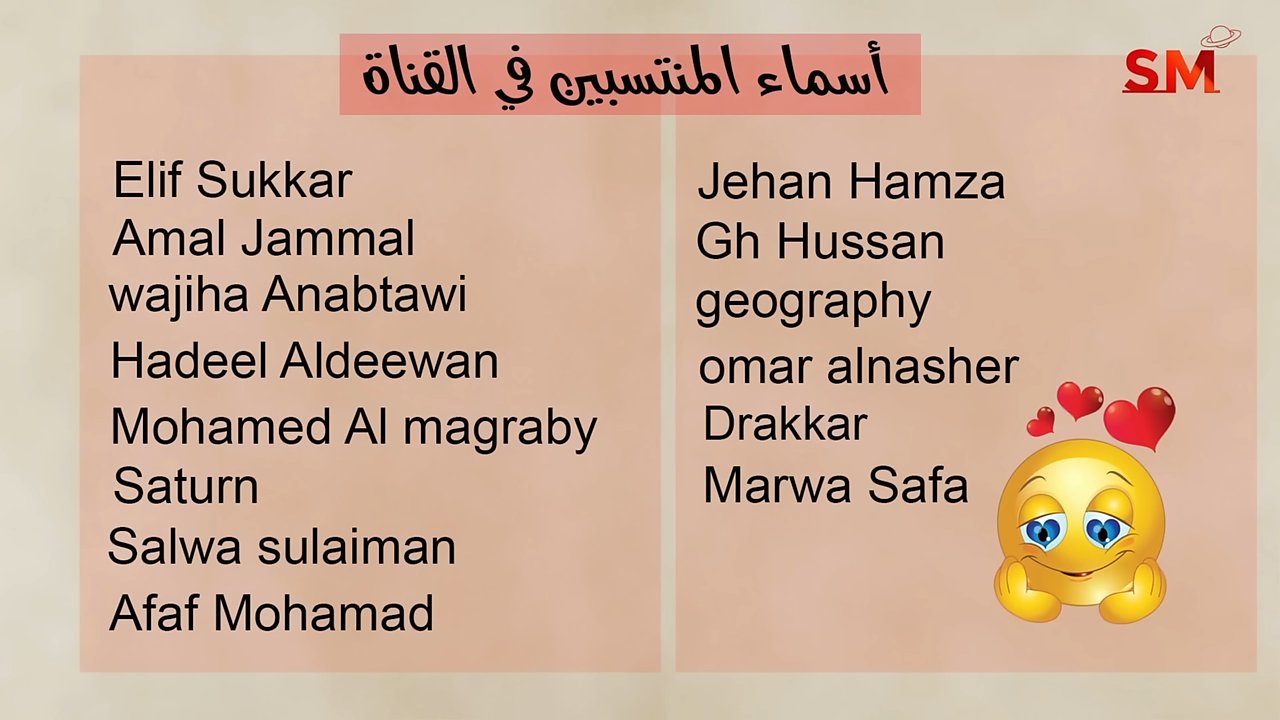 أسماء المنتسبين في القناة
SM
Elif Sukkar
Amal Jammal
wajiha Anabtawi
Hadeel Aldeewan
Mohamed Al magraby
Saturn
Salwa sulaiman
Afaf Mohamad
Jehan Hamza
Gh Hussan
geography
omar alnasher
Drakkar
Marwa Safa